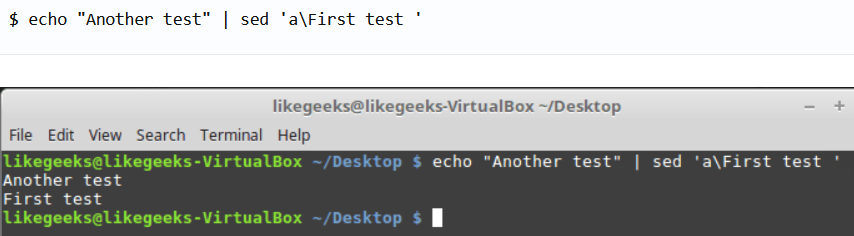 $ echo "Another test" | sed 'a\First test '
likegeeks@likegeeks-VirtualBox ~/Desktop
File Edit View Search Terminal Help
likegeeks@likegeeks-VirtualBox ~/Desktop $ echo "Another test" | sed 'a\First test '
Another test
First test
likegeeks@likegeeks-VirtualBox ~/Desktop $